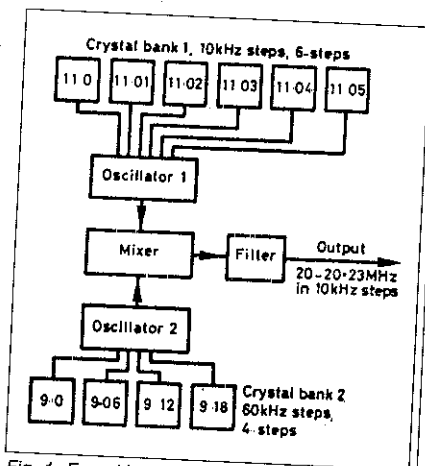 Crystal bank 1, 10kHz steps, 6-steps
11·0 11·01 11·02 11·03 11·04 11·05
Oscillator 1
Mixer
Filter
Output
20-20·23MHz
in 10kHz steps
Oscillator 2
9·0 9·06 9·12 9·18
Crystal bank 2
60kHz steps,
4-steps